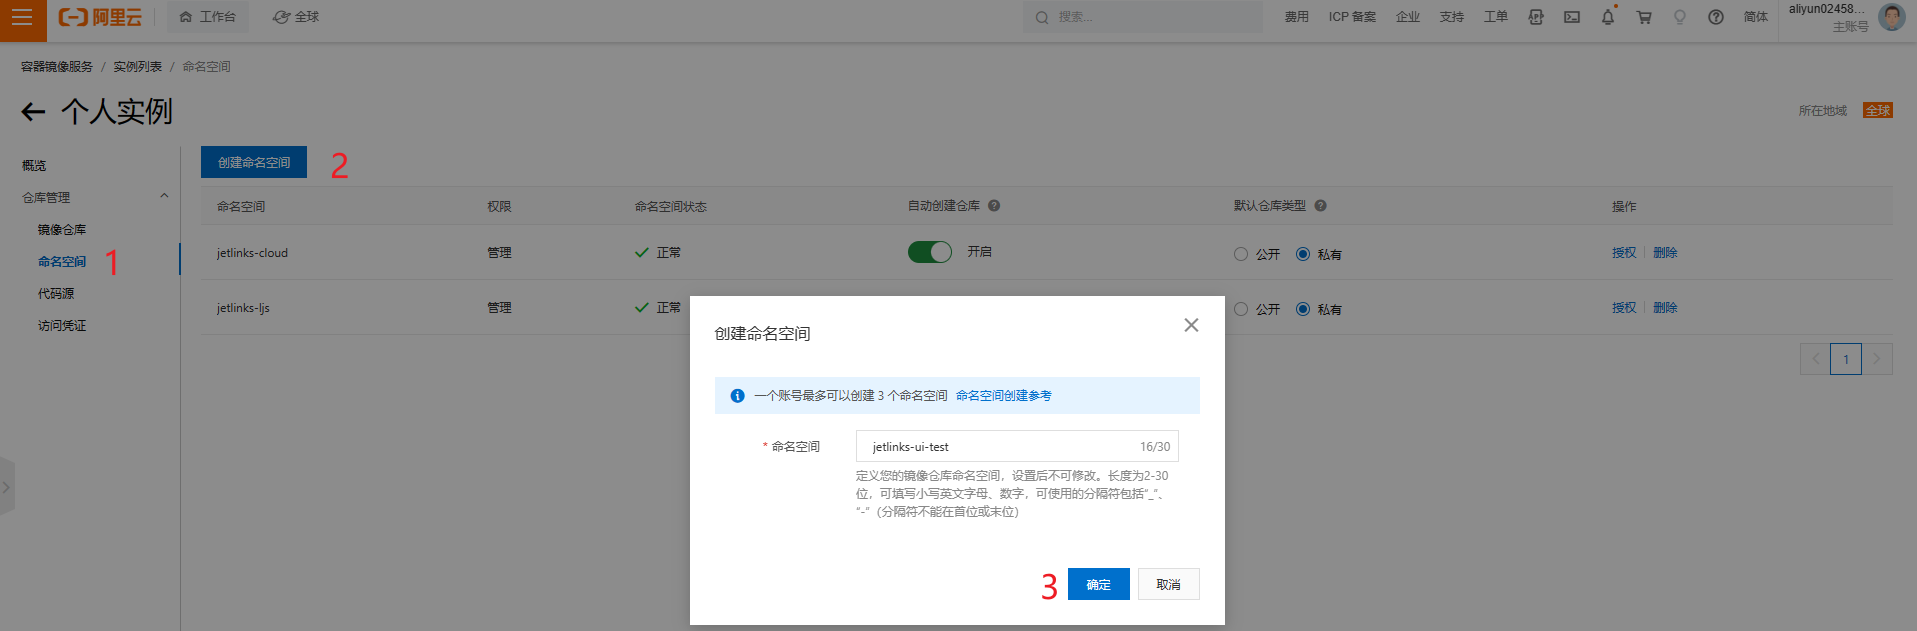 阿里云 工作台 全球 搜索... 费用 ICP 备案 企业 支持 工单 简体 aliyun02458...
主账号
容器镜像服务 / 实例列表 / 命名空间
个人实例
所在地域 全球
概览
仓库管理
镜像仓库
命名空间 1
代码源
访问凭证
创建命名空间 2
命名空间 权限 命名空间状态 自动创建仓库 默认仓库类型 操作
jetlinks-cloud 管理 正常 开启 公开 私有 授权 删除
jetlinks-ljs 管理 正常 公开 私有 授权 删除
1
创建命名空间
一个账号最多可以创建 3 个命名空间 命名空间创建参考
* 命名空间 jetlinks-ui-test 16/30
定义您的镜像仓库命名空间，设置后不可修改。长度为2-30
位，可填写小写英文字母、数字，可使用的分隔符包括“_”、
“-”（分隔符不能在首位或末位）
3 确定 取消